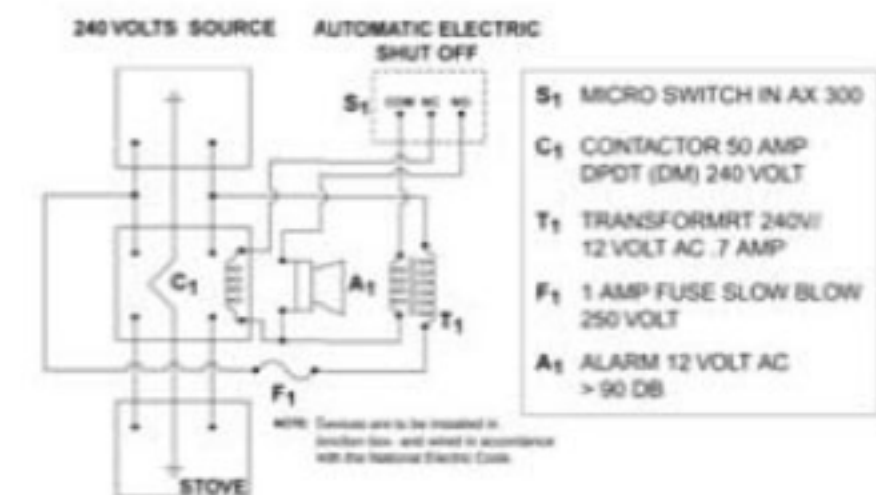 240 VOLTS SOURCE
AUTOMATIC ELECTRIC
SHUT OFF
S1
COM NC NO
S1 MICRO SWITCH IN AX 300
C1 CONTACTOR 50 AMP
DPDT (DM) 240 VOLT
T1 TRANSFORMRT 240V/
12 VOLT AC .7 AMP
F1 1 AMP FUSE SLOW BLOW
250 VOLT
A1 ALARM 12 VOLT AC
> 90 DB
C1
A1
T1
F1
NOTE: Devices are to be installed in
junction box and wired in accordance
with the National Electric Code.
STOVE